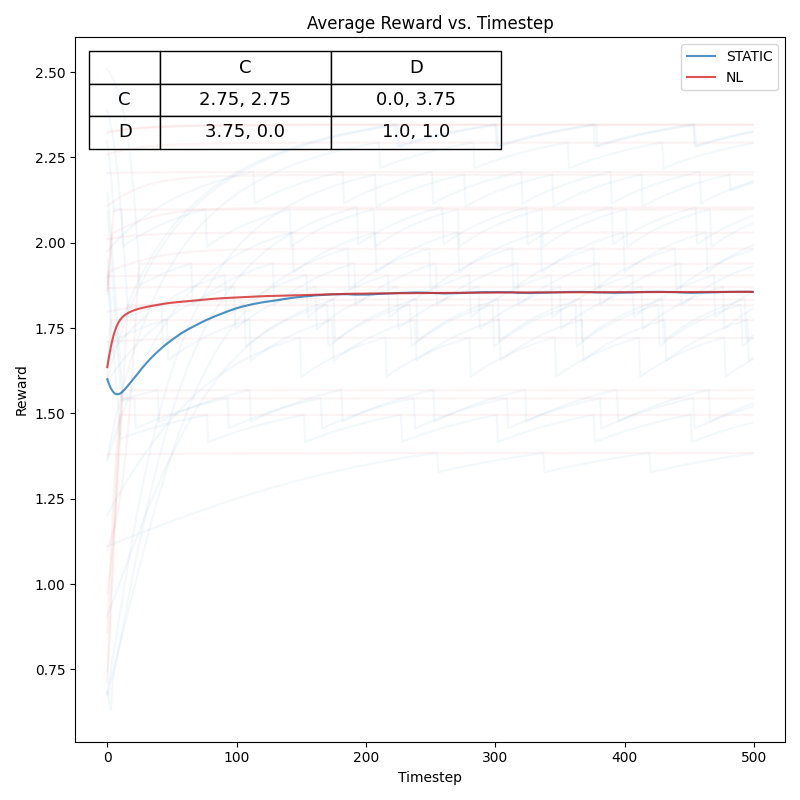 Average Reward vs. Timestep
C D
C 2.75, 2.75 0.0, 3.75
D 3.75, 0.0 1.0, 1.0
STATIC
NL
2.50
2.25
2.00
1.75
1.50
1.25
1.00
0.75
Reward
0 100 200 300 400 500
Timestep